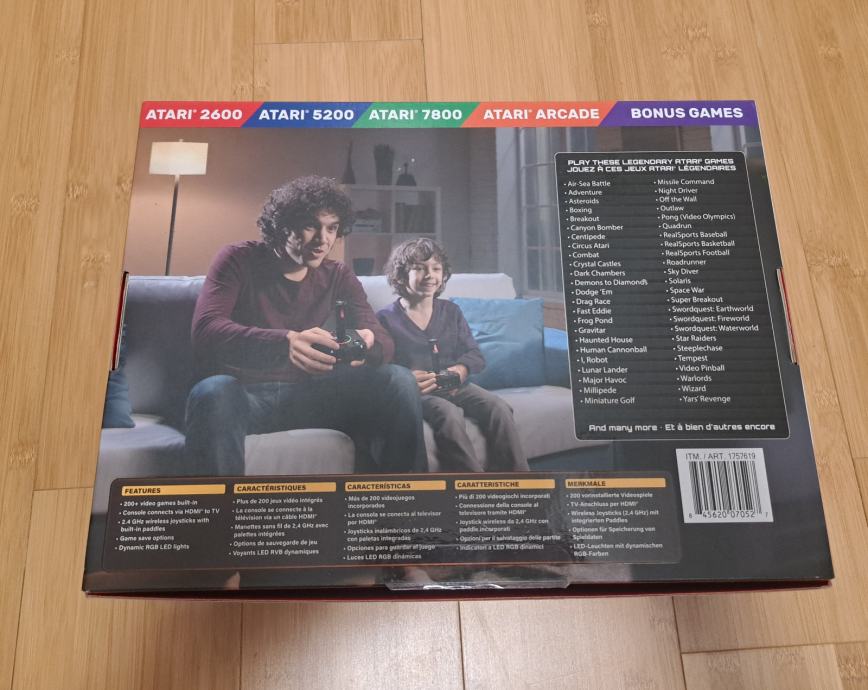 ATARI® 2600 ATARI® 5200 ATARI® 7800 ATARI® ARCADE BONUS GAMES
PLAY THESE LEGENDARY ATARI® GAMES
JOUEZ À CES JEUX ATARI® LÉGENDAIRES
• Air-Sea Battle
• Adventure
• Asteroids
• Boxing
• Breakout
• Canyon Bomber
• Centipede
• Circus Atari
• Combat
• Crystal Castles
• Dark Chambers
• Demons to Diamonds
• Dodge 'Em
• Drag Race
• Fast Eddie
• Frog Pond
• Gravitar
• Haunted House
• Human Cannonball
• I, Robot
• Lunar Lander
• Major Havoc
• Millipede
• Miniature Golf
• Missile Command
• Night Driver
• Off the Wall
• Outlaw
• Pong (Video Olympics)
• Quadrun
• RealSports Baseball
• RealSports Basketball
• RealSports Football
• Roadrunner
• Sky Diver
• Solaris
• Space War
• Super Breakout
• Swordquest: Earthworld
• Swordquest: Fireworld
• Swordquest: Waterworld
• Star Raiders
• Steeplechase
• Tempest
• Video Pinball
• Warlords
• Wizard
• Yars' Revenge
And many more · Et à bien d'autres encore
ITM. / ART. 1757619
8 45620 07052 7
FEATURES
• 200+ video games built-in
• Console connects via HDMI® to TV
• 2.4 GHz wireless joysticks with
built-in paddles
• Game save options
• Dynamic RGB LED lights
CARACTÉRISTIQUES
• Plus de 200 jeux vidéo intégrés
• La console se connecte à la
télévision via un câble HDMI®
• Manettes sans fil de 2,4 GHz avec
palettes intégrées
• Options de sauvegarde de jeu
• Voyants LED RVB dynamiques
CARACTERÍSTICAS
• Más de 200 videojuegos
incorporados
• La consola se conecta al televisor
por HDMI®
• Joysticks inalámbricos de 2,4 GHz
con paletas integradas
• Opciones para guardar el juego
• Luces LED RGB dinámicas
CARATTERISTICHE
• Più di 200 videogiochi incorporati
• Connessione della console al
televisore tramite HDMI®
• Joystick wireless da 2,4 GHz con
paddle incorporati
• Opzioni per il salvataggio delle partite
• Indicatori a LED RGB dinamici
MERKMALE
• 200 vorinstallierte Videospiele
• TV-Anschluss per HDMI®
• Wireless Joysticks (2,4 GHz) mit
integrierten Paddles
• Optionen für Speicherung von
Spieldaten
• LED-Leuchten mit dynamischen
RGB-Farben